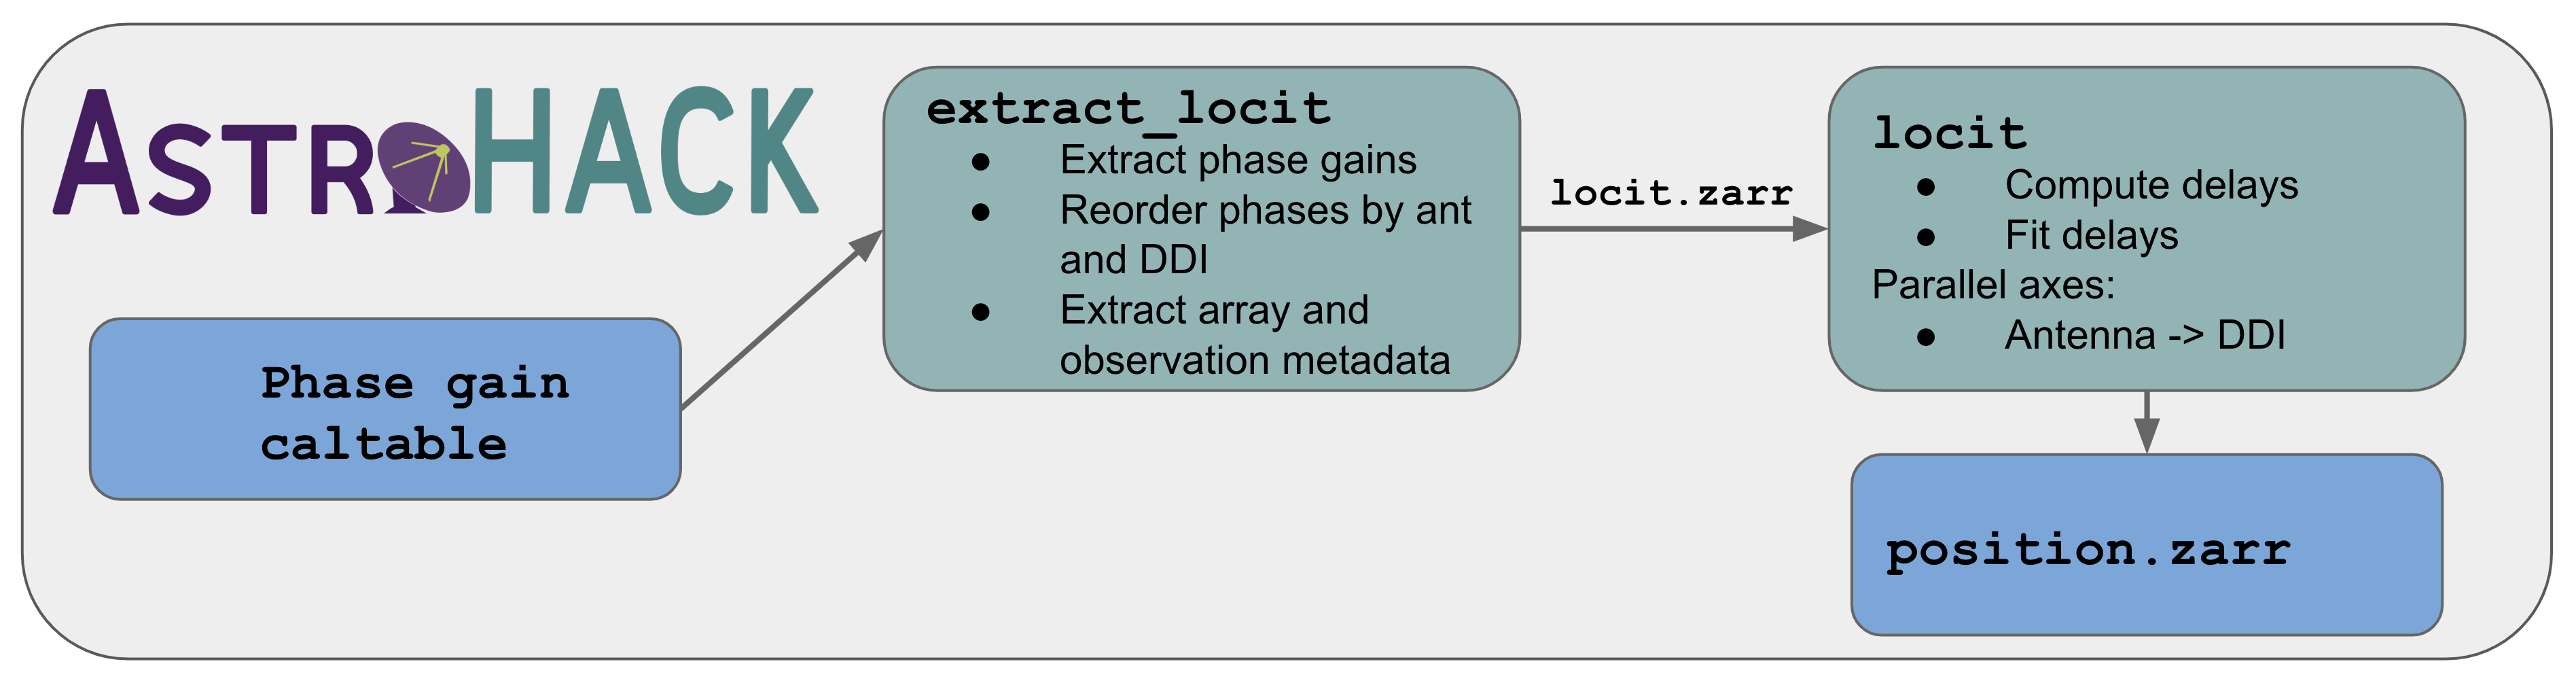 ASTROHACK
Phase gain
caltable
extract_locit
● Extract phase gains
● Reorder phases by ant
and DDI
● Extract array and
observation metadata
locit.zarr
locit
● Compute delays
● Fit delays
Parallel axes:
● Antenna -> DDI
position.zarr